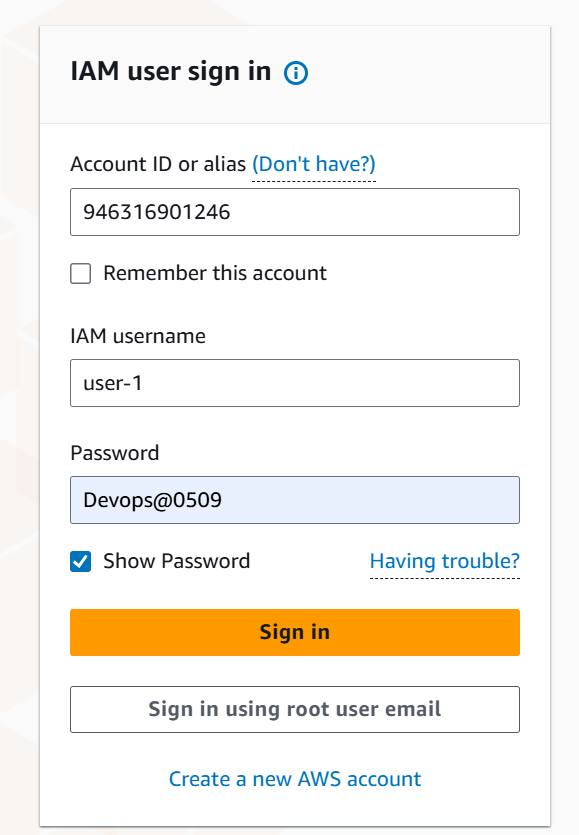 IAM user sign in
Account ID or alias (Don't have?)
946316901246
Remember this account
IAM username
user-1
Password
Devops@0509
Show Password Having trouble?
Sign in
Sign in using root user email
Create a new AWS account